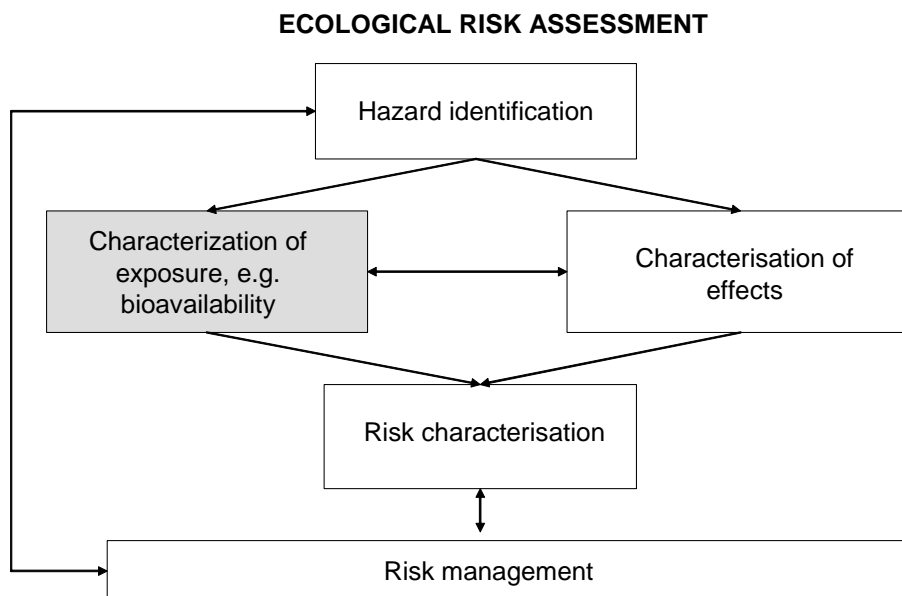 ECOLOGICAL RISK ASSESSMENT
Hazard identification
Characterization of
exposure, e.g.
bioavailability
Characterisation of
effects
Risk characterisation
Risk management